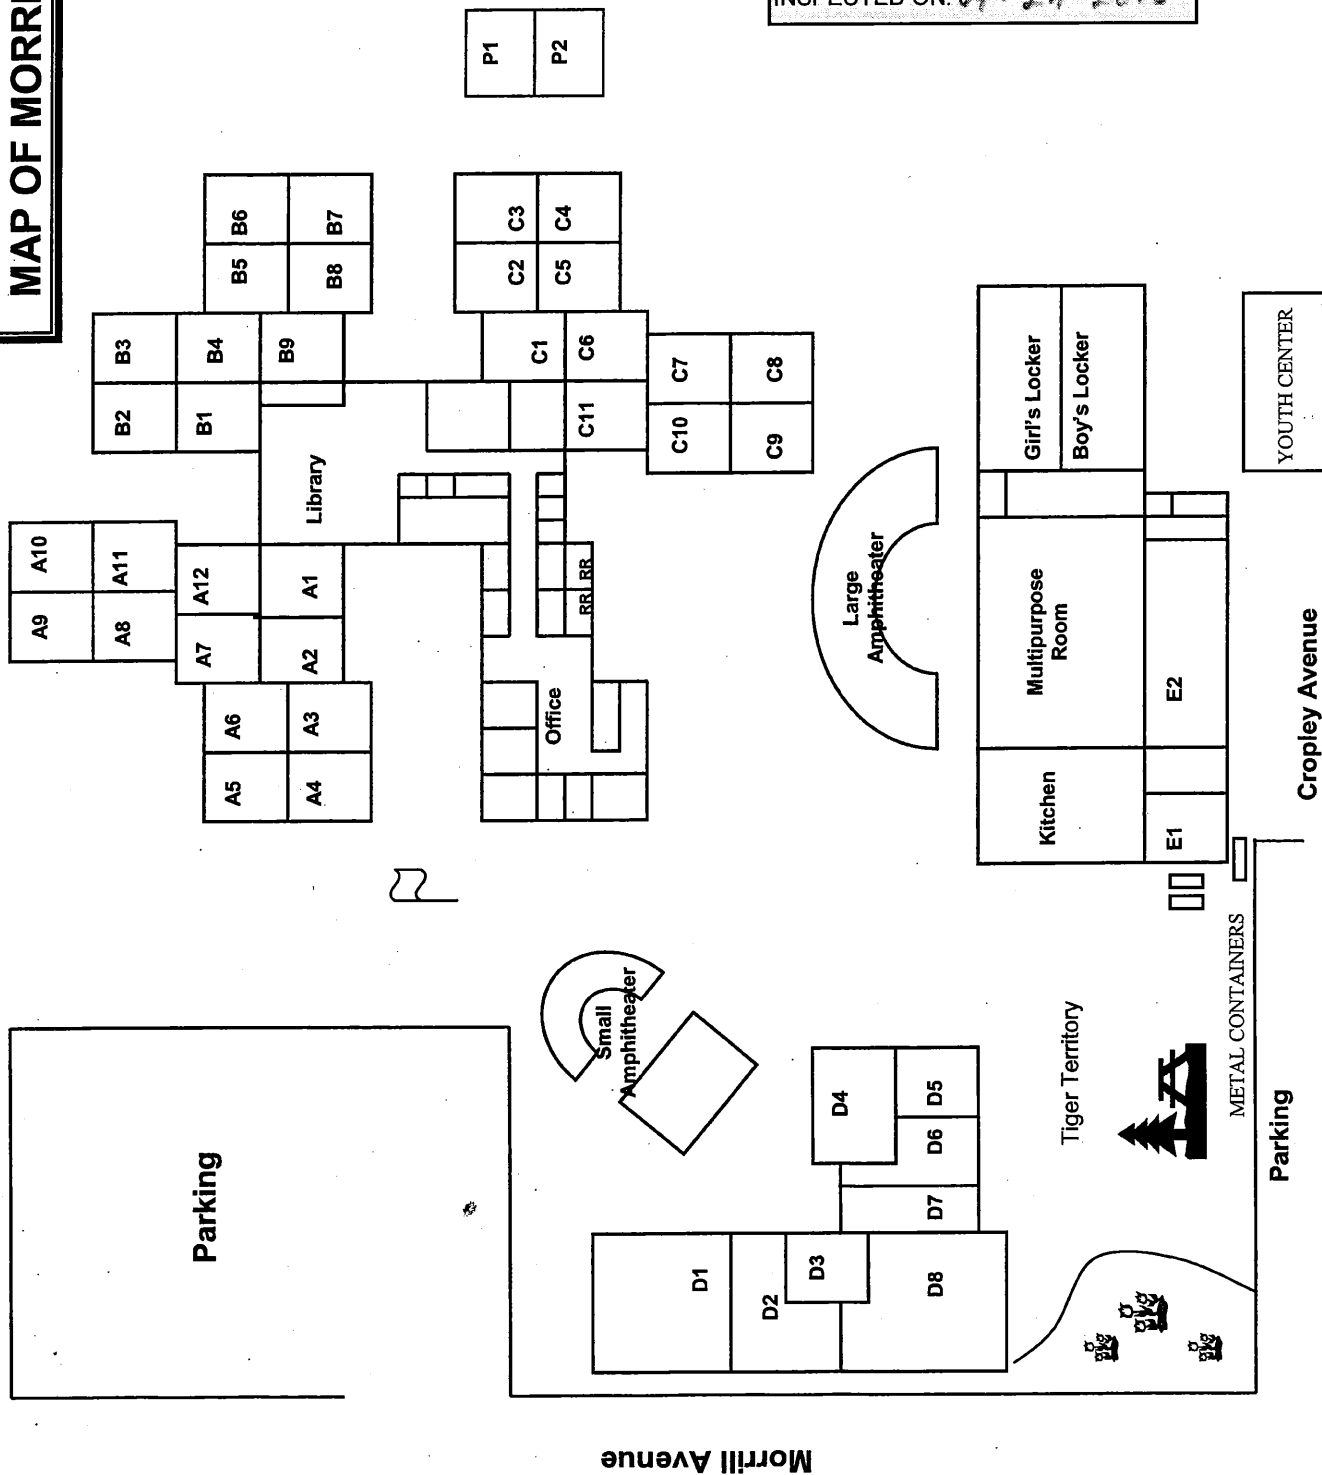 MAP OF MORRI
INSPECTED ON:
P1
P2
B6
B7
B5
B8
B3
B4
B9
B2
B1
C3
C4
C2
C5
C1
C6
C7
C8
C11
C10
C9
Library
A10
A11
A12
A1
A9
A8
A7
A2
A6
A3
A5
A4
RR
RR
Office
Large
Amphitheater
Girl's Locker
Boy's Locker
YOUTH CENTER
Multipurpose
Room
E2
Kitchen
E1
Cropley Avenue
METAL CONTAINERS
Small
Amphitheater
Parking
D4
D5
D6
D7
D1
D2
D3
D8
Tiger Territory
Parking
Morrill Avenue